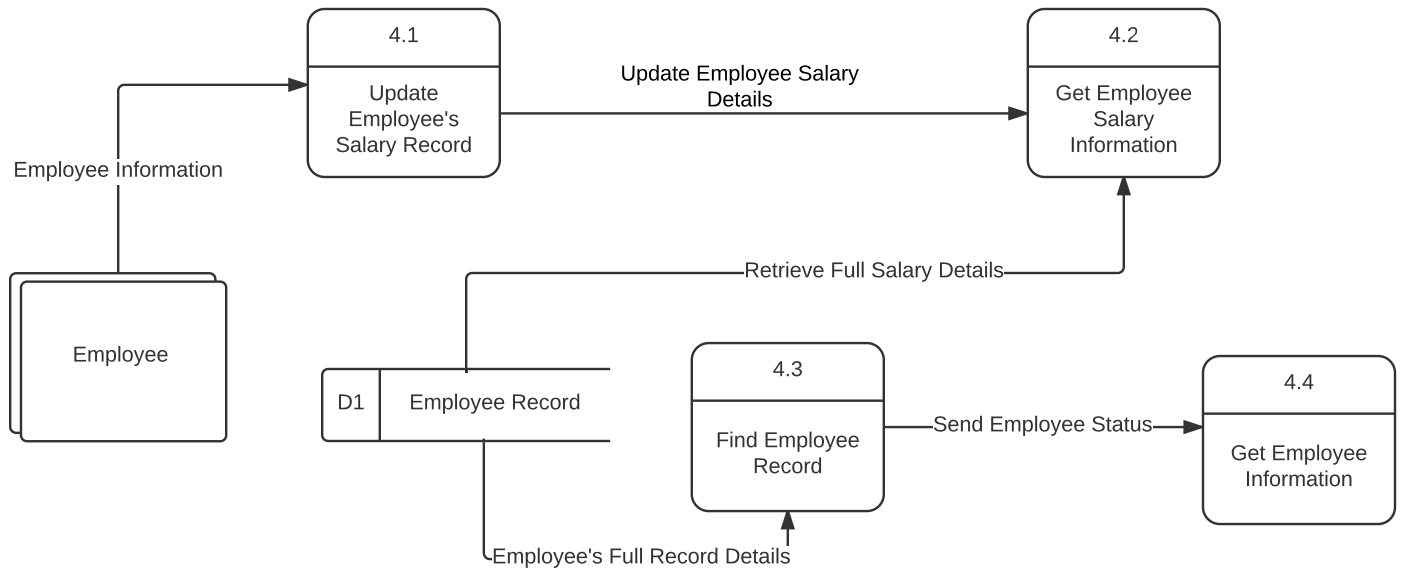 4.1
Update
Employee's
Salary Record
Update Employee Salary
Details
4.2
Get Employee
Salary
Information
Employee Information
Employee
Retrieve Full Salary Details
D1
Employee Record
4.3
Find Employee
Record
Send Employee Status
4.4
Get Employee
Information
Employee's Full Record Details